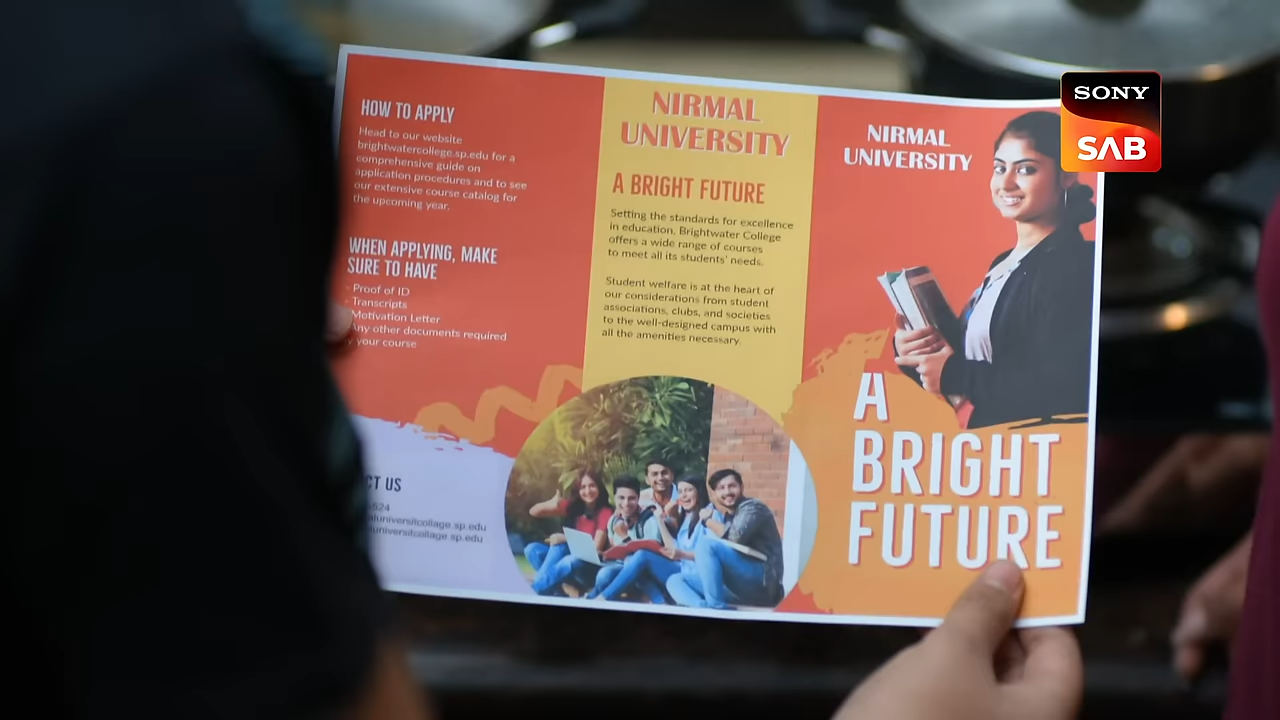 HOW TO APPLY
Head to our website
brightwatercollege.sp.edu for a
comprehensive guide on
application procedures and to see
our extensive course catalog for
the upcoming year.
WHEN APPLYING, MAKE
SURE TO HAVE
- Proof of ID
- Transcripts
Motivation Letter
Any other documents required
your course
CT US
-524
aluniversitcollage.sp.edu
aluniversitcollage.sp.edu
NIRMAL
UNIVERSITY
A BRIGHT FUTURE
Setting the standards for excellence
in education, Brightwater College
offers a wide range of courses
to meet all its students' needs.
Student welfare is at the heart of
our considerations from student
associations, clubs, and societies
to the well-designed campus with
all the amenities necessary.
NIRMAL
UNIVERSITY
A
BRIGHT
FUTURE
SONY
SAB